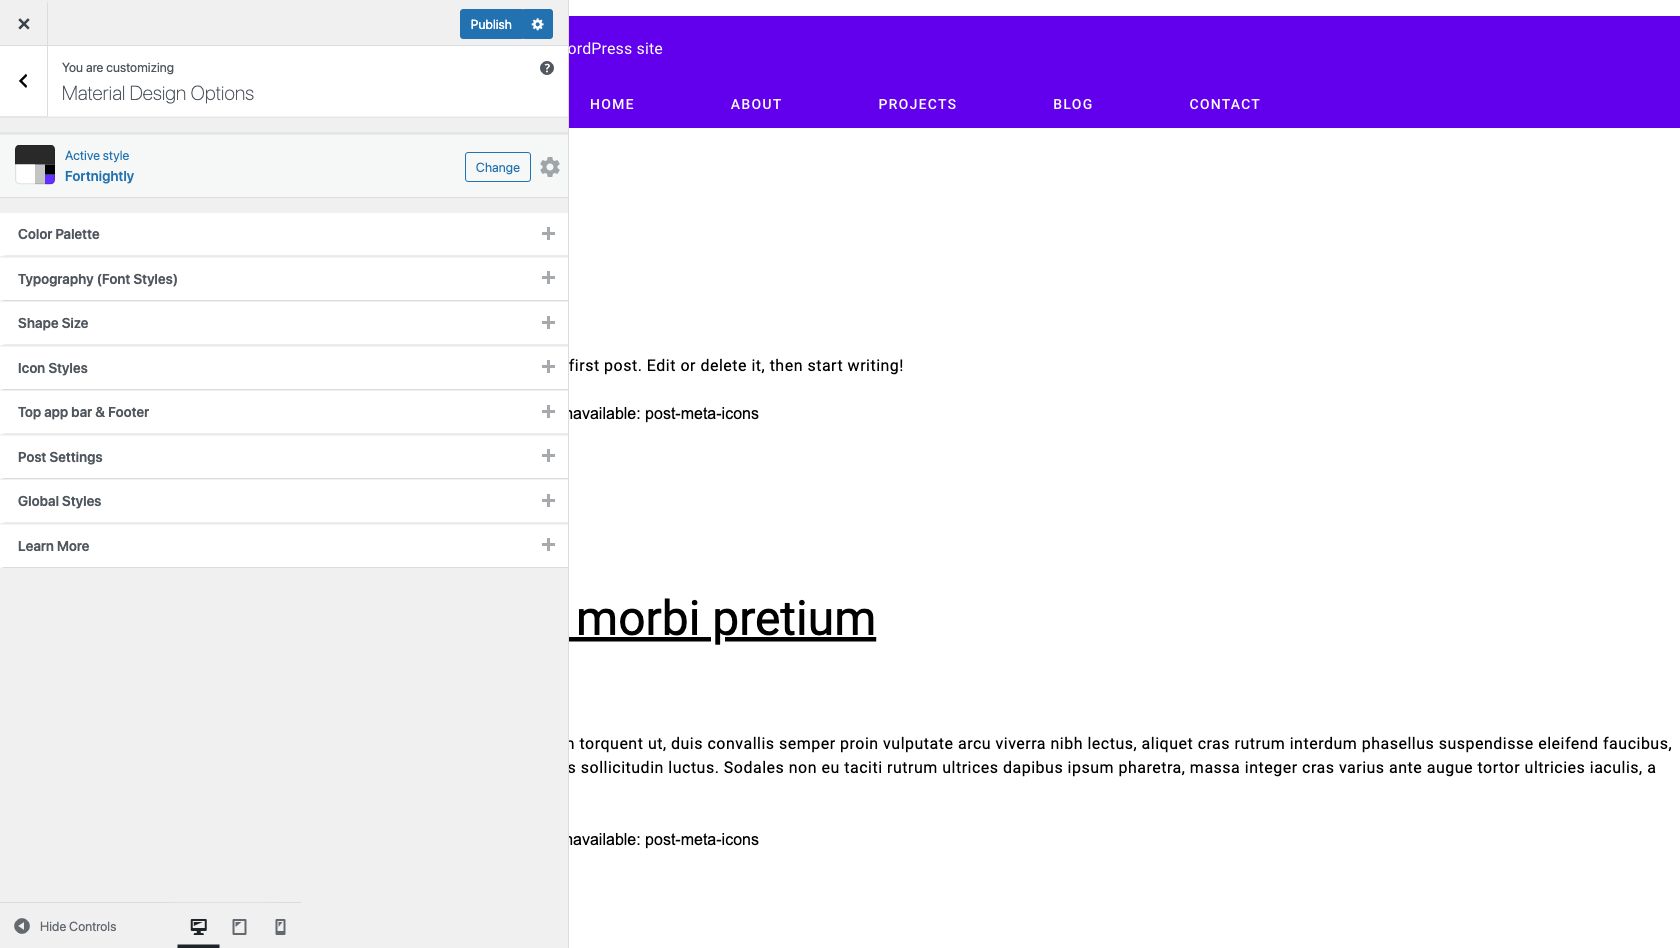 Publish
You are customizing
Material Design Options
Active style
Fortnightly
Change
Color Palette
Typography (Font Styles)
Shape Size
Icon Styles
Top app bar & Footer
Post Settings
Global Styles
Learn More
Hide Controls
ordPress site
HOME ABOUT PROJECTS BLOG CONTACT
first post. Edit or delete it, then start writing!
navailable: post-meta-icons
morbi pretium
torquent ut, duis convallis semper proin vulputate arcu viverra nibh lectus, aliquet cras rutrum interdum phasellus suspendisse eleifend faucibus,
s sollicitudin luctus. Sodales non eu taciti rutrum ultrices dapibus ipsum pharetra, massa integer cras varius ante augue tortor ultricies iaculis, a
navailable: post-meta-icons